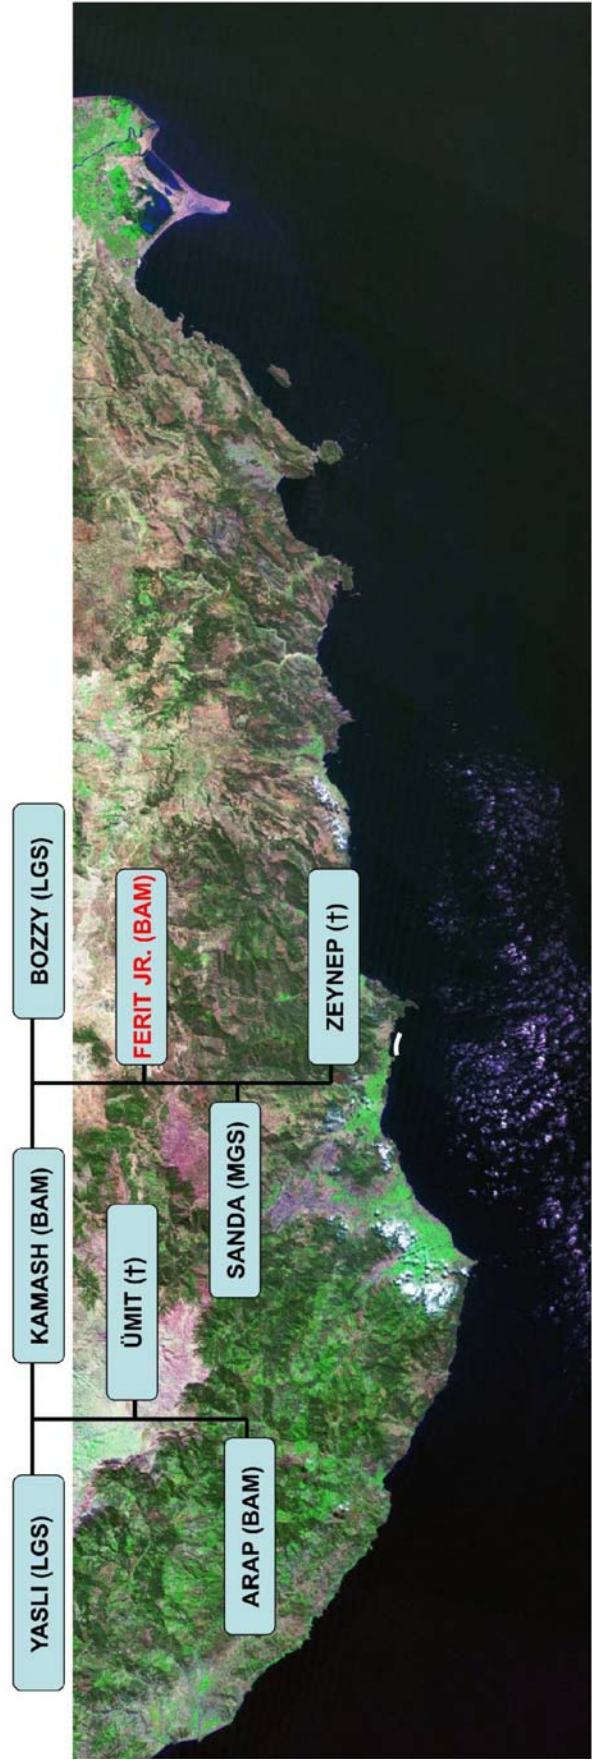 YASLI (LGS)
KAMASH (BAM)
BOZZY (LGS)
ÜMIT (†)
FERIT JR. (BAM)
ARAP (BAM)
SANDA (MGS)
ZEYNEP (†)